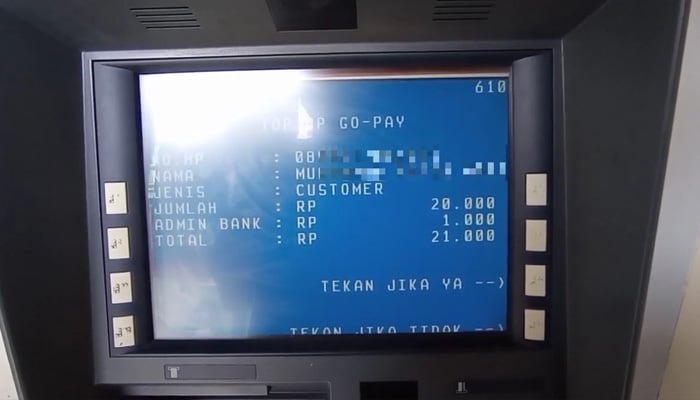 610
TOP UP GO-PAY
NO.HP : 08
NAMA : MU
JENIS : CUSTOMER
JUMLAH : RP 20.000
ADMIN BANK : RP 1.000
TOTAL : RP 21.000
TEKAN JIKA YA -->
TEKAN JIKA TIDAK -->